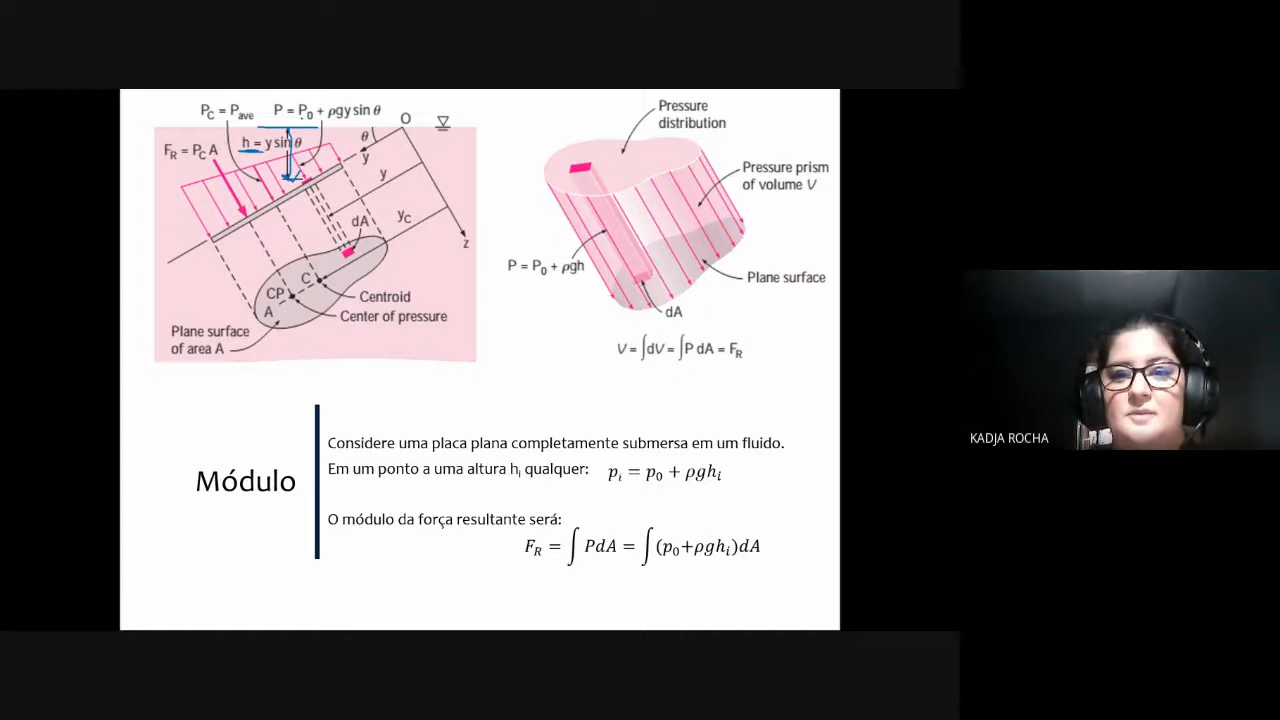 P_C = P_ave
P = P_0 + ρgy sin θ
O
h = y sin θ
θ
F_R = P_C A
y
y
y_C
dA
z
C
CP
A
Centroid
Center of pressure
Plane surface
of area A
Pressure
distribution
Pressure prism
of volume V
P = P_0 + ρgh
Plane surface
dA
V = ∫dV = ∫P dA = F_R
Módulo
Considere uma placa plana completamente submersa em um fluido.
Em um ponto a uma altura h_i qualquer: p_i = p_0 + ρgh_i
O módulo da força resultante será:
F_R = ∫ PdA = ∫(p_0+ρgh_i)dA
KADJA ROCHA